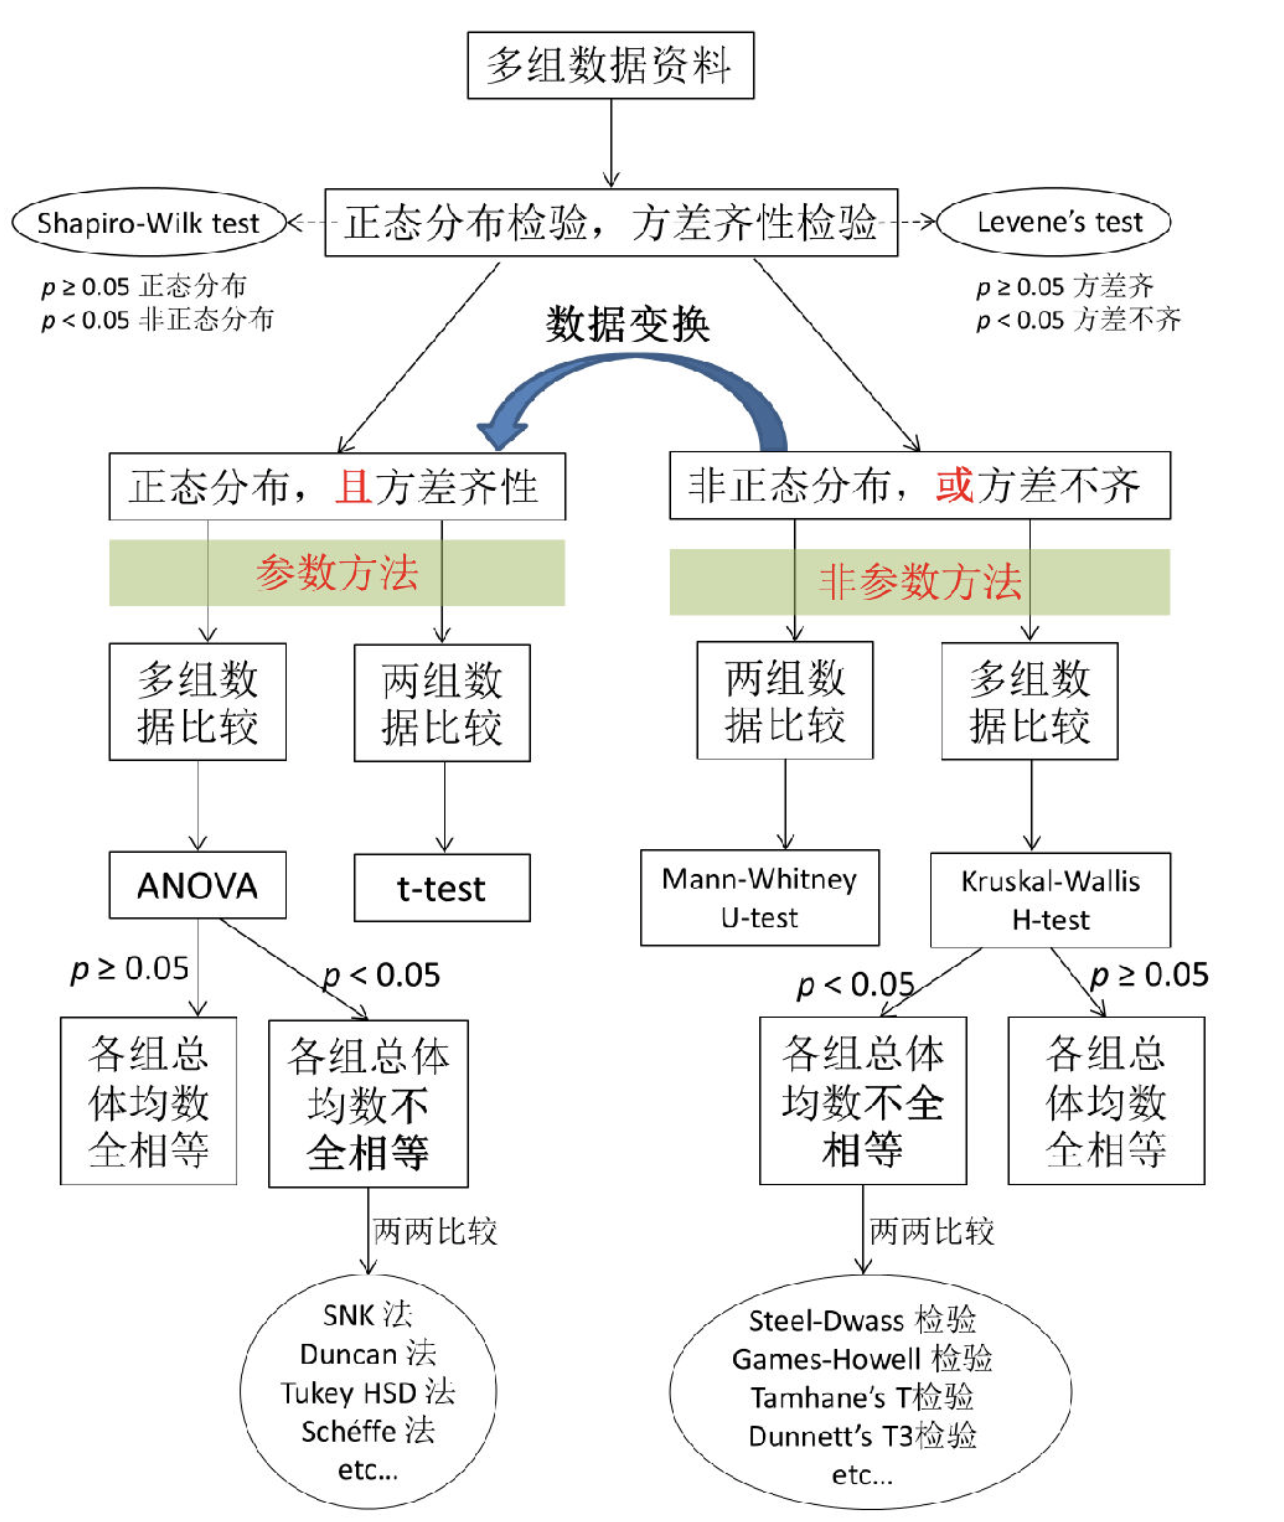 多组数据资料
Shapiro-Wilk test
正态分布检验，方差齐性检验
Levene’s test
p ≥ 0.05 正态分布
p < 0.05 非正态分布
p ≥ 0.05 方差齐
p < 0.05 方差不齐
数据变换
正态分布，且方差齐性
非正态分布，或方差不齐
参数方法
非参数方法
多组数
据比较
两组数
据比较
两组数
据比较
多组数
据比较
ANOVA
t-test
Mann-Whitney
U-test
Kruskal-Wallis
H-test
p ≥ 0.05
p < 0.05
p < 0.05
p ≥ 0.05
各组总
体均数
全相等
各组总体
均数不
全相等
各组总体
均数不全
相等
各组总
体均数
全相等
两两比较
两两比较
SNK 法
Duncan 法
Tukey HSD 法
Schéffe 法
etc...
Steel-Dwass 检验
Games-Howell 检验
Tamhane’s T检验
Dunnett’s T3检验
etc...